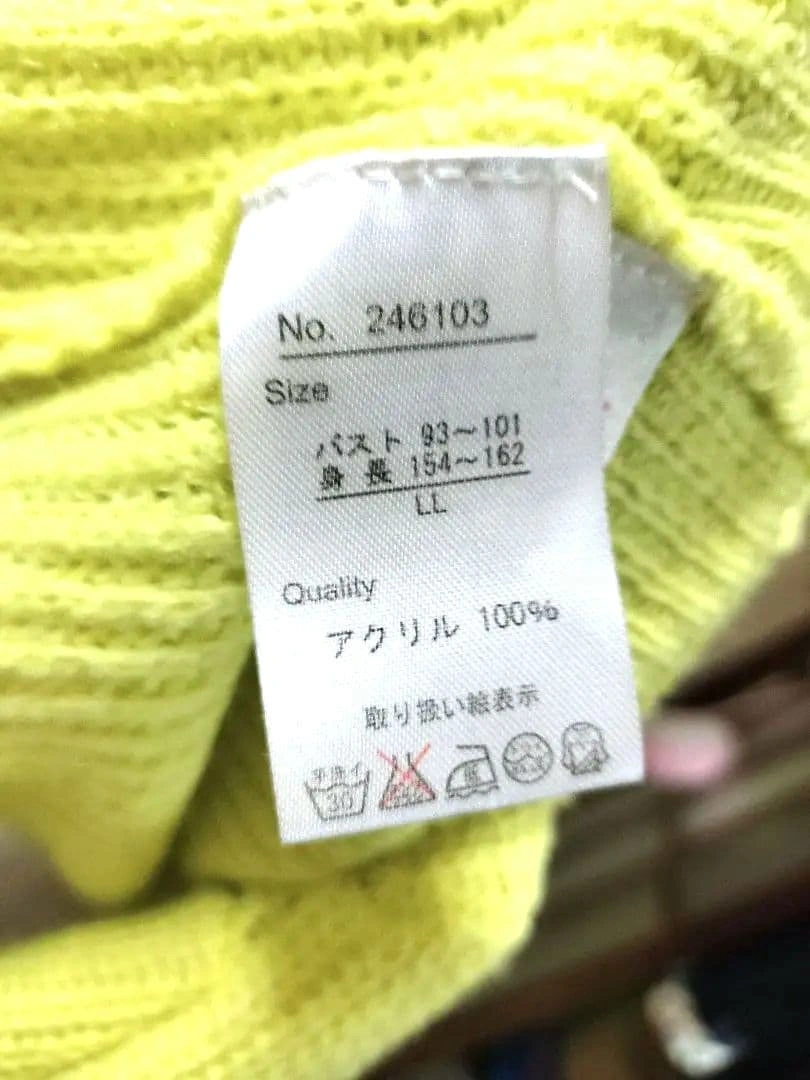 No. 246103
Size
バスト 93～101
身長 154～162
LL
Quality
アクリル 100%
取り扱い絵表示
手洗イ
30